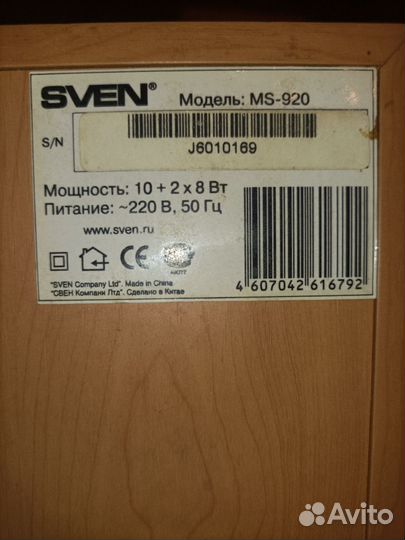 SVEN®
Модель: MS-920
S/N
J6010169
Мощность: 10 + 2 x 8 Вт
Питание: ~220 В, 50 Гц
www.sven.ru
CE
4 607042 616792
"SVEN Company Ltd". Made in China
"СВЕН Компани Лтд". Сделано в Китае
Avito